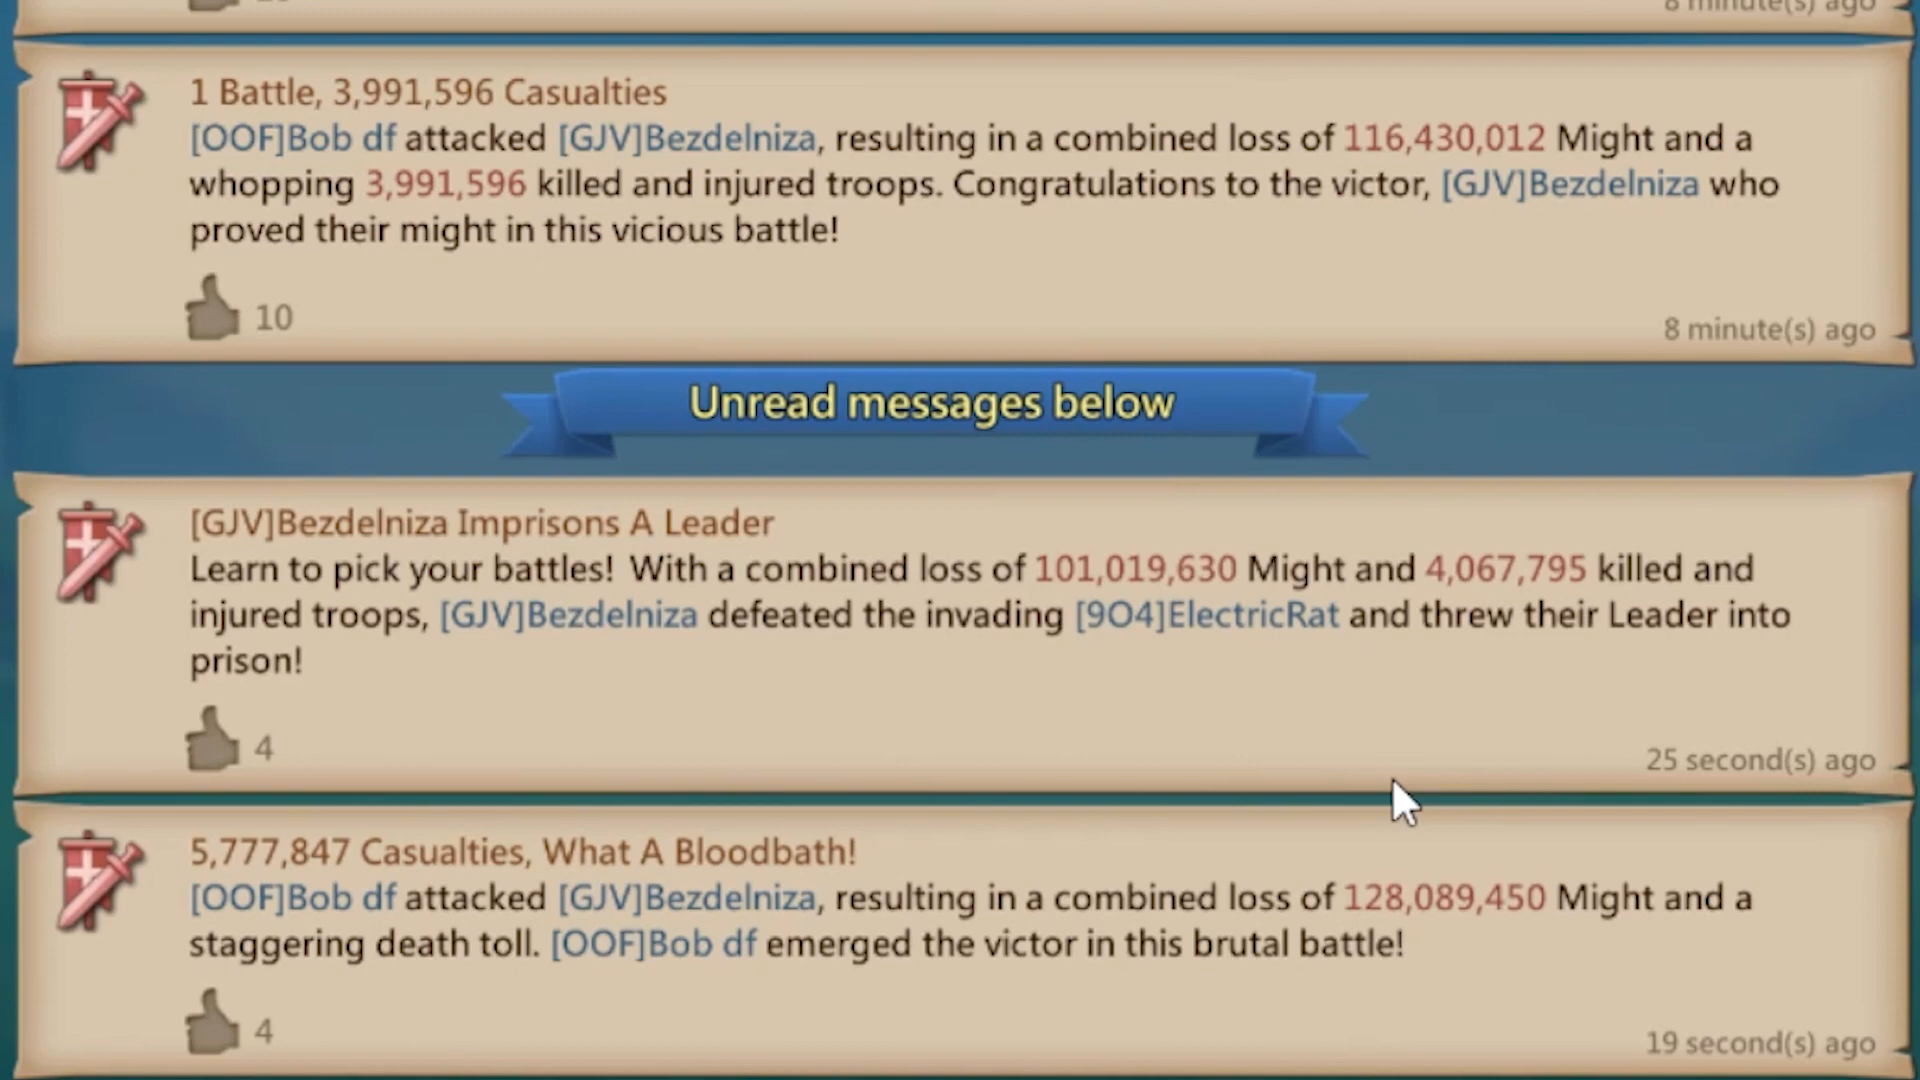 8 minute(s) ago
1 Battle, 3,991,596 Casualties
[OOF]Bob df attacked [GJV]Bezdelniza, resulting in a combined loss of 116,430,012 Might and a
whopping 3,991,596 killed and injured troops. Congratulations to the victor, [GJV]Bezdelniza who
proved their might in this vicious battle!
10
8 minute(s) ago
Unread messages below
[GJV]Bezdelniza Imprisons A Leader
Learn to pick your battles! With a combined loss of 101,019,630 Might and 4,067,795 killed and
injured troops, [GJV]Bezdelniza defeated the invading [9O4]ElectricRat and threw their Leader into
prison!
4
25 second(s) ago
5,777,847 Casualties, What A Bloodbath!
[OOF]Bob df attacked [GJV]Bezdelniza, resulting in a combined loss of 128,089,450 Might and a
staggering death toll. [OOF]Bob df emerged the victor in this brutal battle!
4
19 second(s) ago